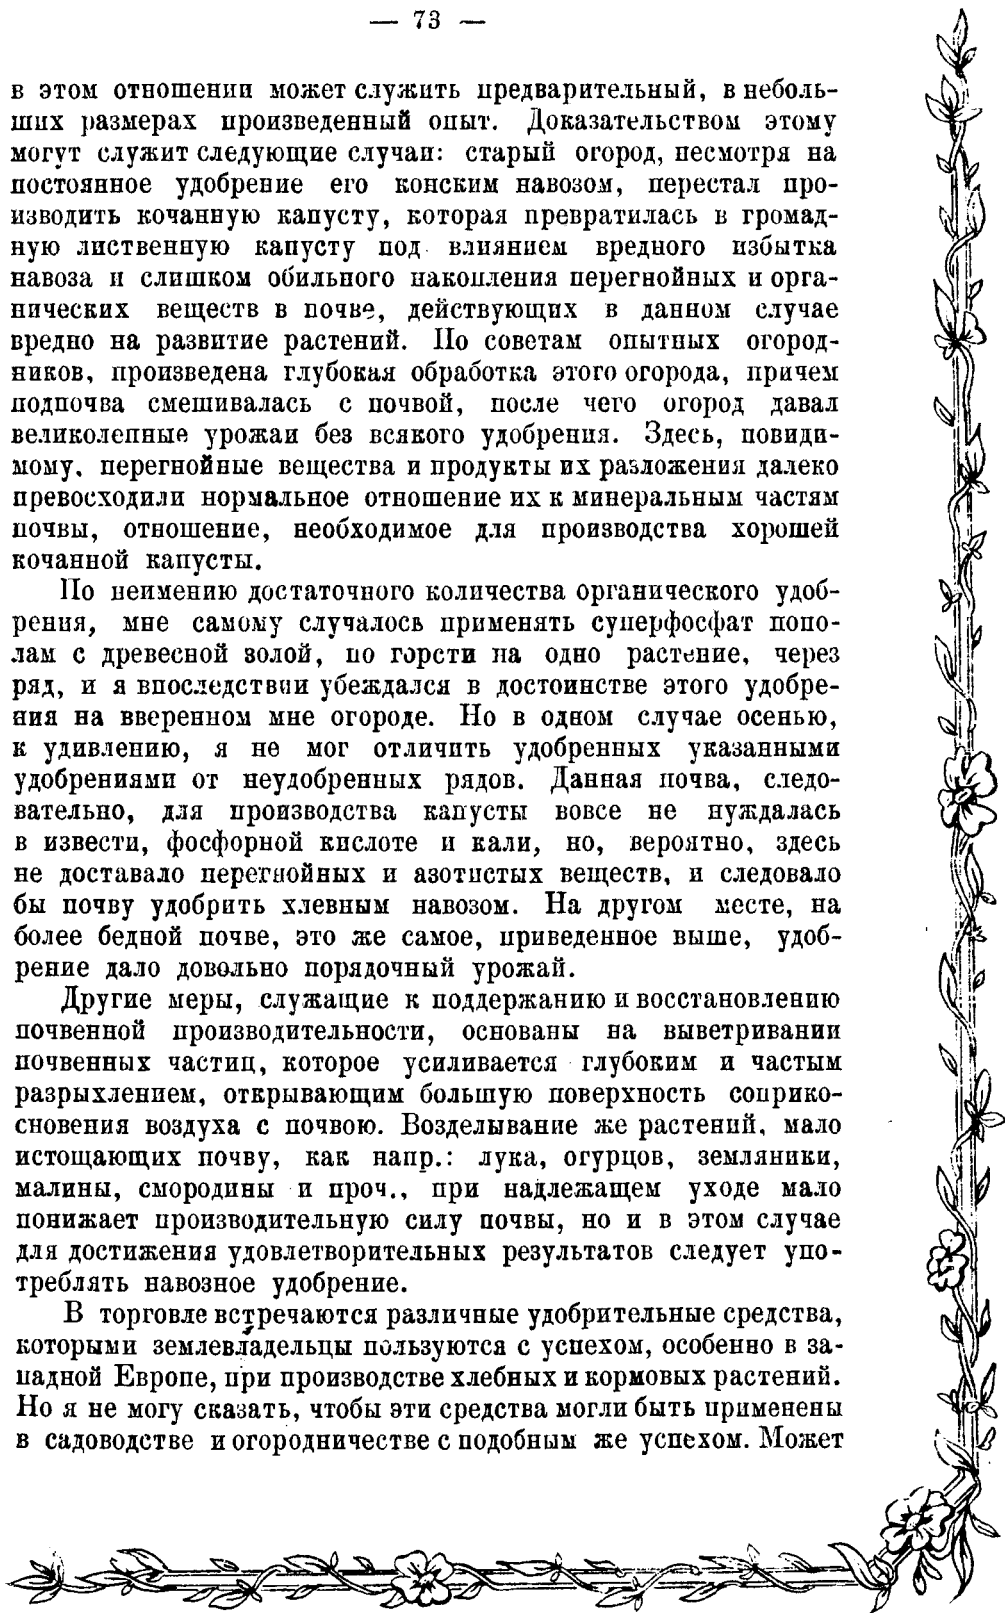 — 73 —
в этом отношении может служить предварительный, в неболь-
ших размерах произведенный опыт. Доказательством этому
могут служит следующие случаи: старый огород, несмотря на
постоянное удобрение его конским навозом, перестал про-
изводить кочанную капусту, которая превратилась в громад-
ную лиственную капусту под влиянием вредного избытка
навоза и слишком обильного накопления перегнойных и орга-
нических веществ в почве, действующих в данном случае
вредно на развитие растений. По советам опытных огород-
ников, произведена глубокая обработка этого огорода, причем
подпочва смешивалась с почвой, после чего огород давал
великолепные урожаи без всякого удобрения. Здесь, повиди-
мому, перегнойные вещества и продукты их разложения далеко
превосходили нормальное отношение их к минеральным частям
почвы, отношение, необходимое для производства хорошей
кочанной капусты.
По неимению достаточного количества органического удоб-
рения, мне самому случалось применять суперфосфат попо-
лам с древесной золой, по горсти на одно растение, через
ряд, и я впоследствии убеждался в достоинстве этого удобре-
ния на вверенном мне огороде. Но в одном случае осенью,
к удивлению, я не мог отличить удобренных указанными
удобрениями от неудобренных рядов. Данная почва, следо-
вательно, для производства капусты вовсе не нуждалась
в извести, фосфорной кислоте и кали, но, вероятно, здесь
не доставало перегнойных и азотистых веществ, и следовало
бы почву удобрить хлевным навозом. На другом месте, на
более бедной почве, это же самое, приведенное выше, удоб-
рение дало довольно порядочный урожай.
Другие меры, служащие к поддержанию и восстановлению
почвенной производительности, основаны на выветривании
почвенных частиц, которое усиливается глубоким и частым
разрыхлением, открывающим большую поверхность соприко-
сновения воздуха с почвою. Возделывание же растений, мало
истощающих почву, как напр.: лука, огурцов, земляники,
малины, смородины и проч., при надлежащем уходе мало
понижает производительную силу почвы, но и в этом случае
для достижения удовлетворительных результатов следует упо-
треблять навозное удобрение.
В торговле встречаются различные удобрительные средства,
которыми землевладельцы пользуются с успехом, особенно в за-
падной Европе, при производстве хлебных и кормовых растений.
Но я не могу сказать, чтобы эти средства могли быть применены
в садоводстве и огородничестве с подобным же успехом. Может